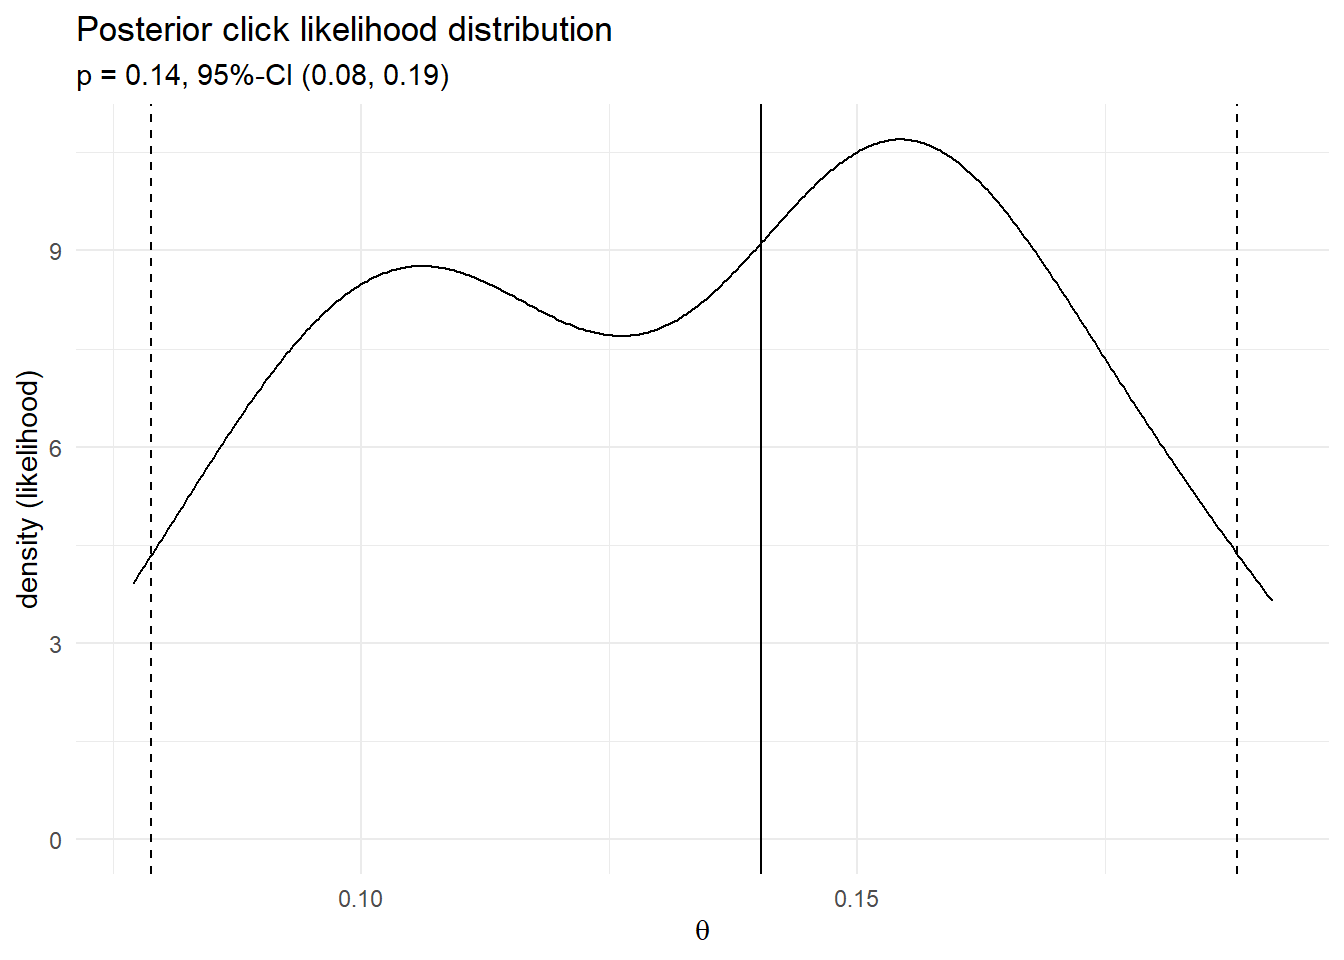 Posterior click likelihood distribution
p = 0.14, 95%-CI (0.08, 0.19)
density (likelihood)
9
6
3
0
0.10
0.15
θ